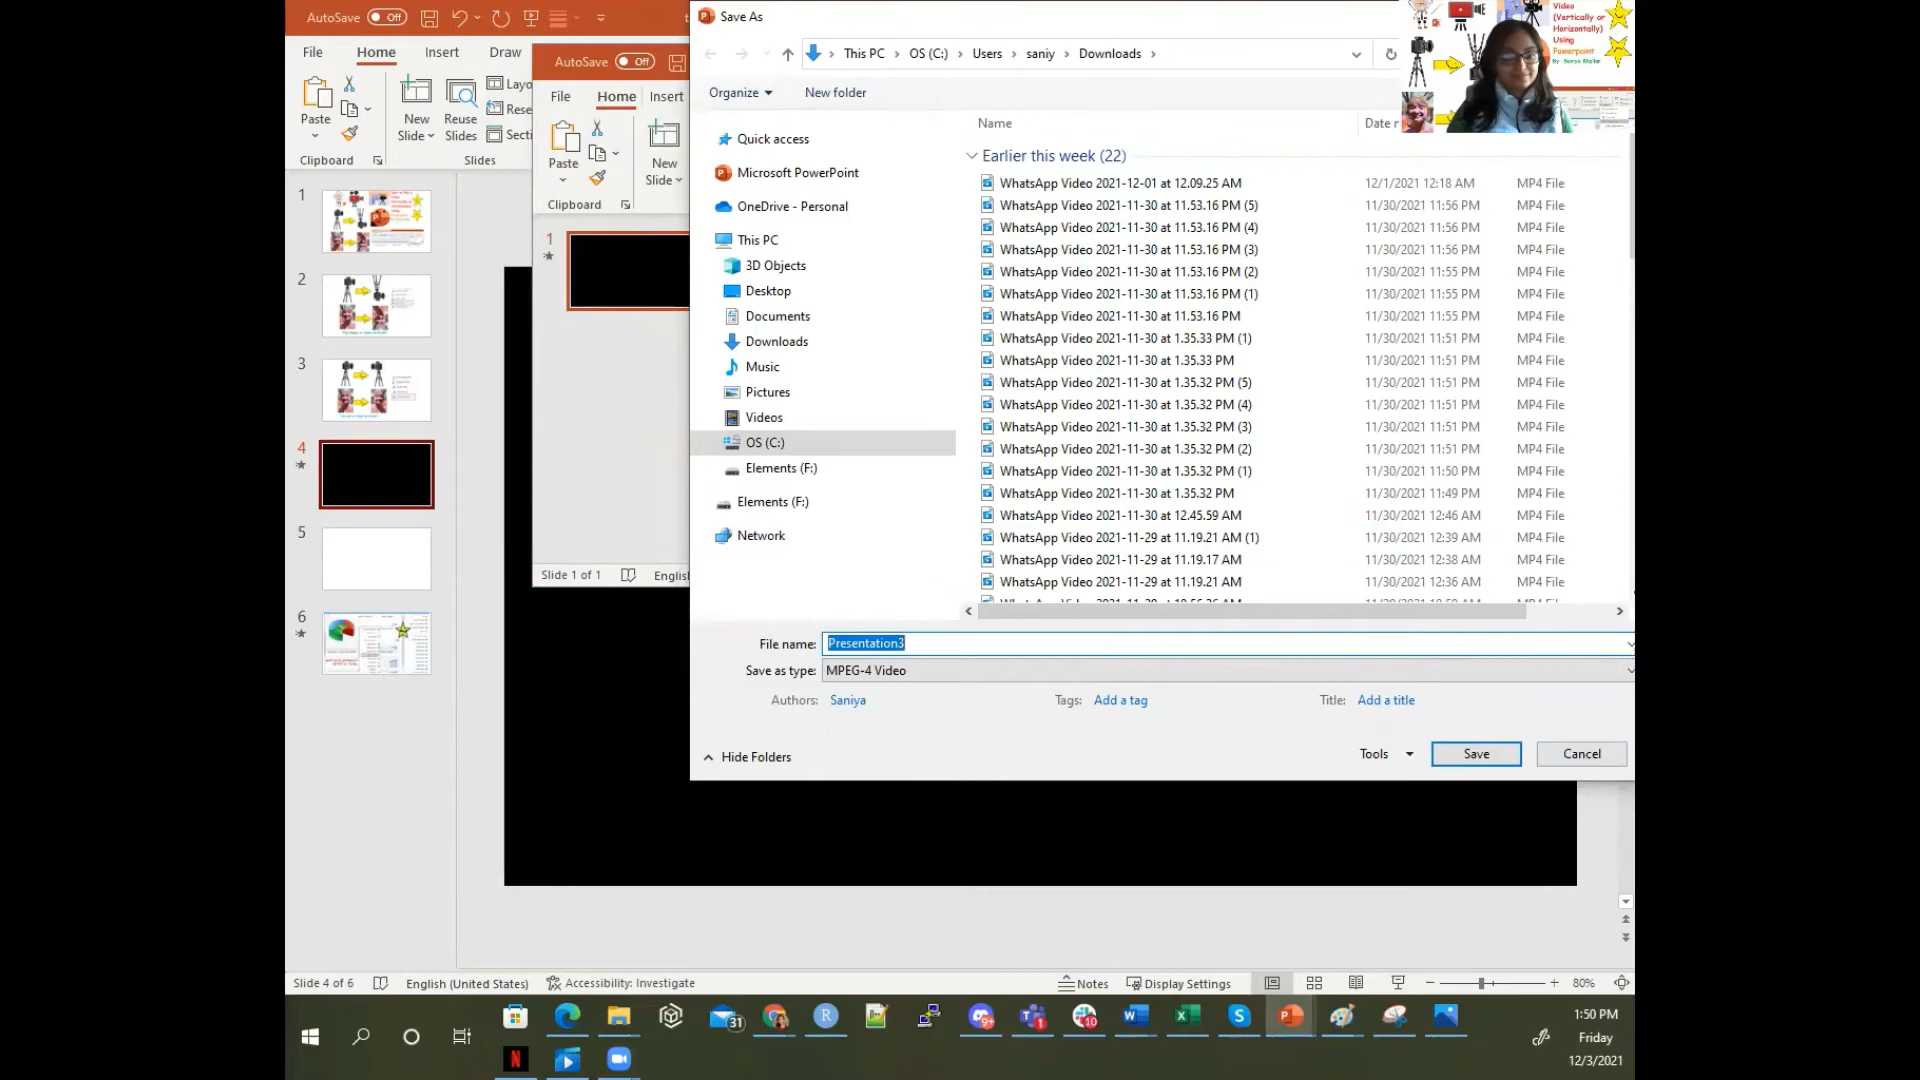 AutoSave Off
File Home Insert Draw
Paste
New
Slide
Reuse
Slides
Layo
Rese
Secti
Clipboard
Slides
1
2
3
4
5
6
AutoSave Off
File Home Insert
Paste
New
Slide
Clipboard
1
Slide 1 of 1
English
Save As
This PC
OS (C:)
Users
saniy
Downloads
Organize
New folder
Quick access
Microsoft PowerPoint
OneDrive - Personal
This PC
3D Objects
Desktop
Documents
Downloads
Music
Pictures
Videos
OS (C:)
Elements (F:)
Elements (F:)
Network
Name
Earlier this week (22)
WhatsApp Video 2021-12-01 at 12.09.25 AM 12/1/2021 12:18 AM MP4 File
WhatsApp Video 2021-11-30 at 11.53.16 PM (5) 11/30/2021 11:56 PM MP4 File
WhatsApp Video 2021-11-30 at 11.53.16 PM (4) 11/30/2021 11:56 PM MP4 File
WhatsApp Video 2021-11-30 at 11.53.16 PM (3) 11/30/2021 11:56 PM MP4 File
WhatsApp Video 2021-11-30 at 11.53.16 PM (2) 11/30/2021 11:55 PM MP4 File
WhatsApp Video 2021-11-30 at 11.53.16 PM (1) 11/30/2021 11:55 PM MP4 File
WhatsApp Video 2021-11-30 at 11.53.16 PM 11/30/2021 11:55 PM MP4 File
WhatsApp Video 2021-11-30 at 1.35.33 PM (1) 11/30/2021 11:51 PM MP4 File
WhatsApp Video 2021-11-30 at 1.35.33 PM 11/30/2021 11:51 PM MP4 File
WhatsApp Video 2021-11-30 at 1.35.32 PM (5) 11/30/2021 11:51 PM MP4 File
WhatsApp Video 2021-11-30 at 1.35.32 PM (4) 11/30/2021 11:51 PM MP4 File
WhatsApp Video 2021-11-30 at 1.35.32 PM (3) 11/30/2021 11:51 PM MP4 File
WhatsApp Video 2021-11-30 at 1.35.32 PM (2) 11/30/2021 11:51 PM MP4 File
WhatsApp Video 2021-11-30 at 1.35.32 PM (1) 11/30/2021 11:50 PM MP4 File
WhatsApp Video 2021-11-30 at 1.35.32 PM 11/30/2021 11:49 PM MP4 File
WhatsApp Video 2021-11-30 at 12.45.59 AM 11/30/2021 12:46 AM MP4 File
WhatsApp Video 2021-11-29 at 11.19.21 AM (1) 11/30/2021 12:39 AM MP4 File
WhatsApp Video 2021-11-29 at 11.19.17 AM 11/30/2021 12:38 AM MP4 File
WhatsApp Video 2021-11-29 at 11.19.21 AM 11/30/2021 12:36 AM MP4 File
File name: Presentation3
Save as type: MPEG-4 Video
Authors: Saniya Tags: Add a tag Title: Add a title
Hide Folders
Tools Save Cancel
Video
(Vertically or
Horizontally)
Using
Powerpoint
Slide 4 of 6 English (United States) Accessibility: Investigate Notes Display Settings 80%
31
9+
1
10
1:50 PM
Friday
12/3/2021